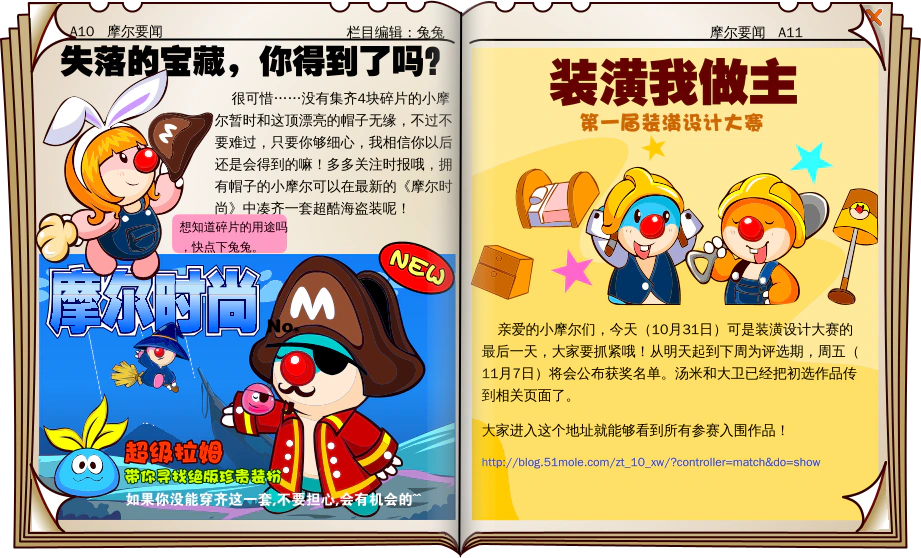 A10 摩尔要闻
栏目编辑：兔兔
失落的宝藏，你得到了吗?
很可惜……没有集齐4块碎片的小摩
尔暂时和这顶漂亮的帽子无缘，不过不
要难过，只要你够细心，我相信你以后
还是会得到的嘛！多多关注时报哦，拥
有帽子的小摩尔可以在最新的《摩尔时
尚》中凑齐一套超酷海盗装呢！
想知道碎片的用途吗
，快点下兔兔。
M
NEW
摩尔时尚
No.
M
超级拉姆
带你寻找绝版珍贵装扮
如果你没能穿齐这一套,不要担心,会有机会的~~
摩尔要闻 A11
装潢我做主
第一届装潢设计大赛
亲爱的小摩尔们，今天（10月31日）可是装潢设计大赛的
最后一天，大家要抓紧哦！从明天起到下周为评选期，周五（
11月7日）将会公布获奖名单。汤米和大卫已经把初选作品传
到相关页面了。
大家进入这个地址就能够看到所有参赛入围作品！
http://blog.51mole.com/zt_10_xw/?controller=match&do=show